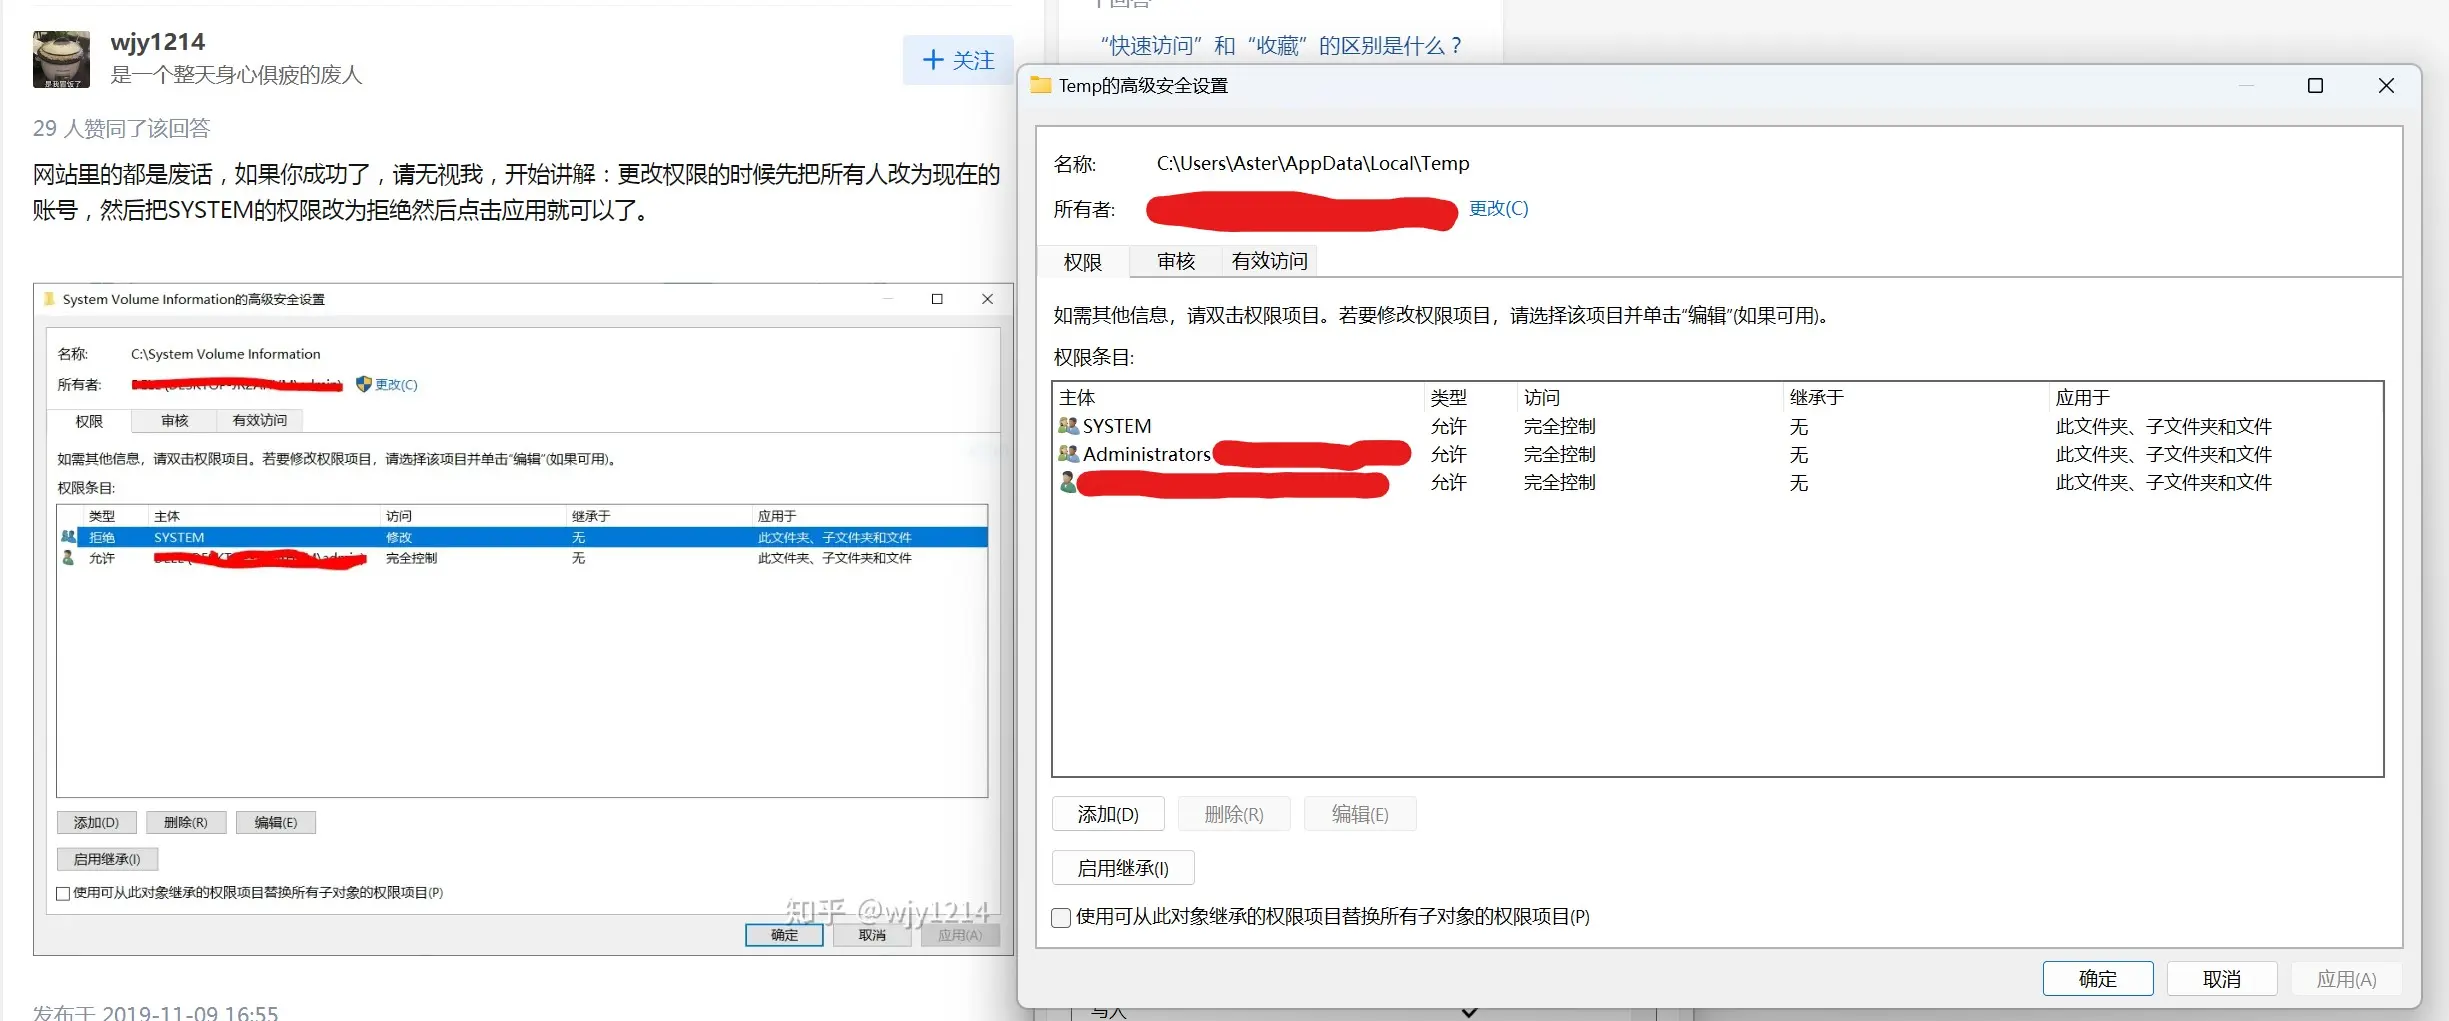 wjy1214
是一个整天身心俱疲的废人
+ 关注
29 人赞同了该回答
网站里的都是废话，如果你成功了，请无视我，开始讲解：更改权限的时候先把所有人改为现在的
账号，然后把SYSTEM的权限改为拒绝然后点击应用就可以了。
System Volume Information的高级安全设置
名称: C:\System Volume Information
所有者: 更改(C)
权限 审核 有效访问
如需其他信息，请双击权限项目。若要修改权限项目，请选择该项目并单击“编辑”(如果可用)。
权限条目:
类型 主体 访问 继承于 应用于
拒绝 SYSTEM 修改 无 此文件夹、子文件夹和文件
允许 完全控制 无 此文件夹、子文件夹和文件
添加(D) 删除(R) 编辑(E)
启用继承(I)
使用可从此对象继承的权限项目替换所有子对象的权限项目(P)
知乎 @wjy1214
确定 取消 应用(A)
发布于 2019-11-09 16:55
个回答
“快速访问”和“收藏”的区别是什么？
Temp的高级安全设置
名称: C:\Users\Aster\AppData\Local\Temp
所有者: 更改(C)
权限 审核 有效访问
如需其他信息，请双击权限项目。若要修改权限项目，请选择该项目并单击“编辑”(如果可用)。
权限条目:
主体 类型 访问 继承于 应用于
SYSTEM 允许 完全控制 无 此文件夹、子文件夹和文件
Administrators 允许 完全控制 无 此文件夹、子文件夹和文件
允许 完全控制 无 此文件夹、子文件夹和文件
添加(D) 删除(R) 编辑(E)
启用继承(I)
使用可从此对象继承的权限项目替换所有子对象的权限项目(P)
确定 取消 应用(A)
写入